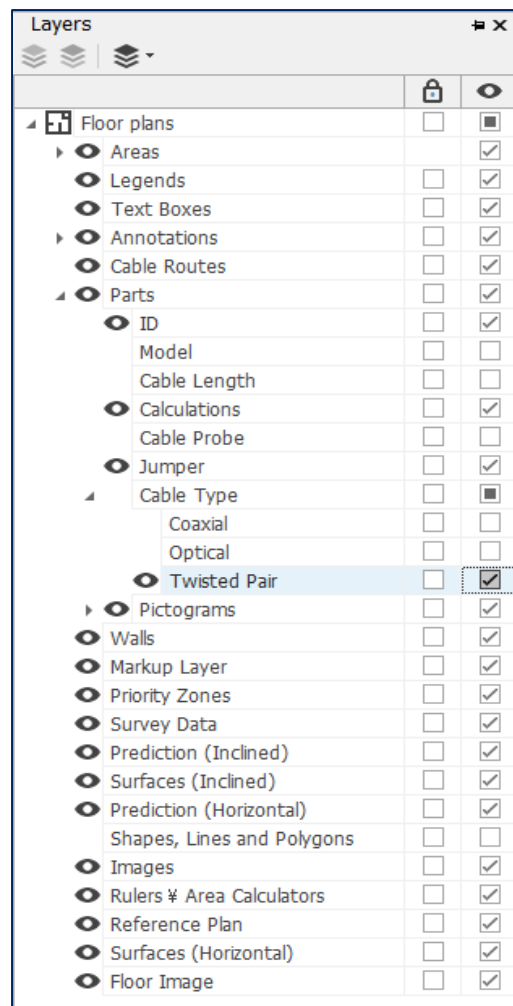 Layers
Floor plans
Areas
Legends
Text Boxes
Annotations
Cable Routes
Parts
ID
Model
Cable Length
Calculations
Cable Probe
Jumper
Cable Type
Coaxial
Optical
Twisted Pair
Pictograms
Walls
Markup Layer
Priority Zones
Survey Data
Prediction (Inclined)
Surfaces (Inclined)
Prediction (Horizontal)
Shapes, Lines and Polygons
Images
Rulers ¥ Area Calculators
Reference Plan
Surfaces (Horizontal)
Floor Image